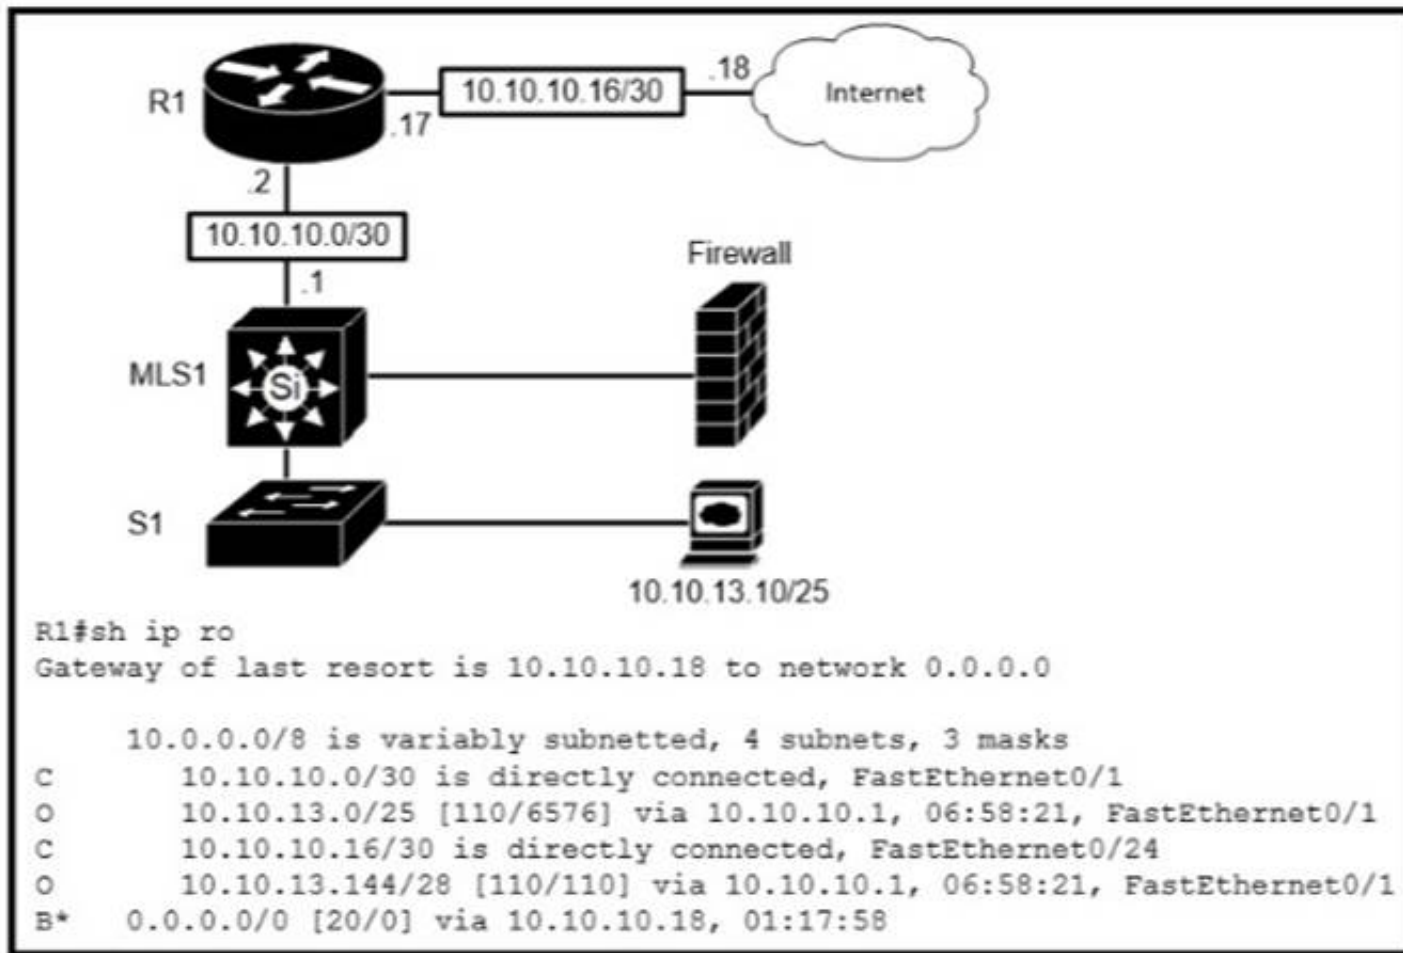 R1
10.10.10.16/30
.18
Internet
.17
.2
10.10.10.0/30
.1
Firewall
MLS1
Si
S1
10.10.13.10/25
R1#sh ip ro
Gateway of last resort is 10.10.10.18 to network 0.0.0.0
10.0.0.0/8 is variably subnetted, 4 subnets, 3 masks
C 10.10.10.0/30 is directly connected, FastEthernet0/1
O 10.10.13.0/25 [110/6576] via 10.10.10.1, 06:58:21, FastEthernet0/1
C 10.10.10.16/30 is directly connected, FastEthernet0/24
O 10.10.13.144/28 [110/110] via 10.10.10.1, 06:58:21, FastEthernet0/1
B* 0.0.0.0/0 [20/0] via 10.10.10.18, 01:17:58